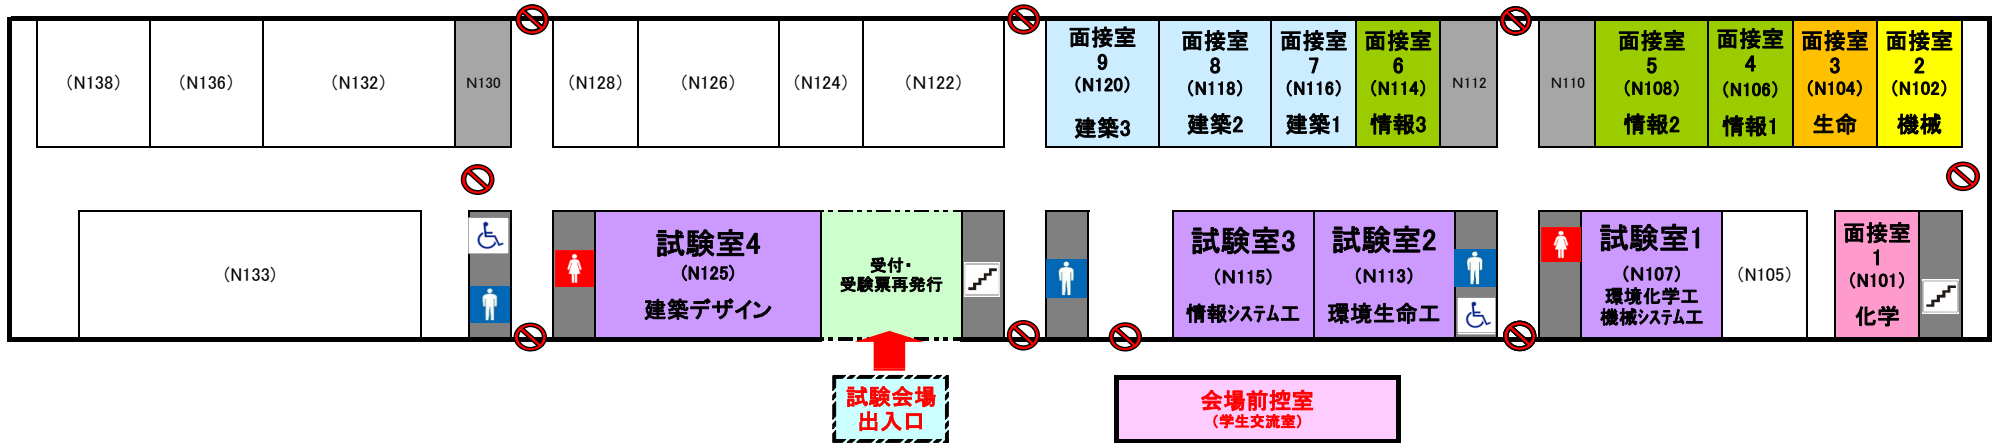 (N138)
(N136)
(N132)
N130
(N128)
(N126)
(N124)
(N122)
面接室
9
(N120)
建築3
面接室
8
(N118)
建築2
面接室
7
(N116)
建築1
面接室
6
(N114)
情報3
N112
N110
面接室
5
(N108)
情報2
面接室
4
(N106)
情報1
面接室
3
(N104)
生命
面接室
2
(N102)
機械
(N133)
試験室4
(N125)
建築デザイン
受付・
受験票再発行
試験室3
(N115)
情報システム工
試験室2
(N113)
環境生命工
試験室1
(N107)
環境化学工
機械システム工
(N105)
面接室
1
(N101)
化学
試験会場
出入口
会場前控室
(学生交流室)